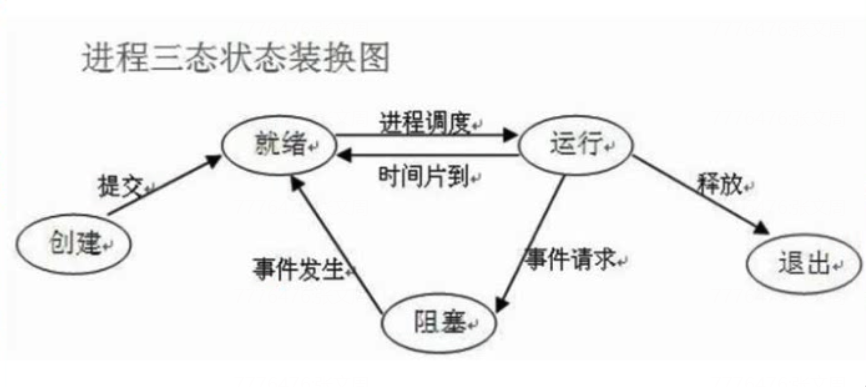 进程三态状态装换图
进程调度
就绪
运行
时间片到
提交
释放
创建
事件发生
事件请求
退出
阻塞